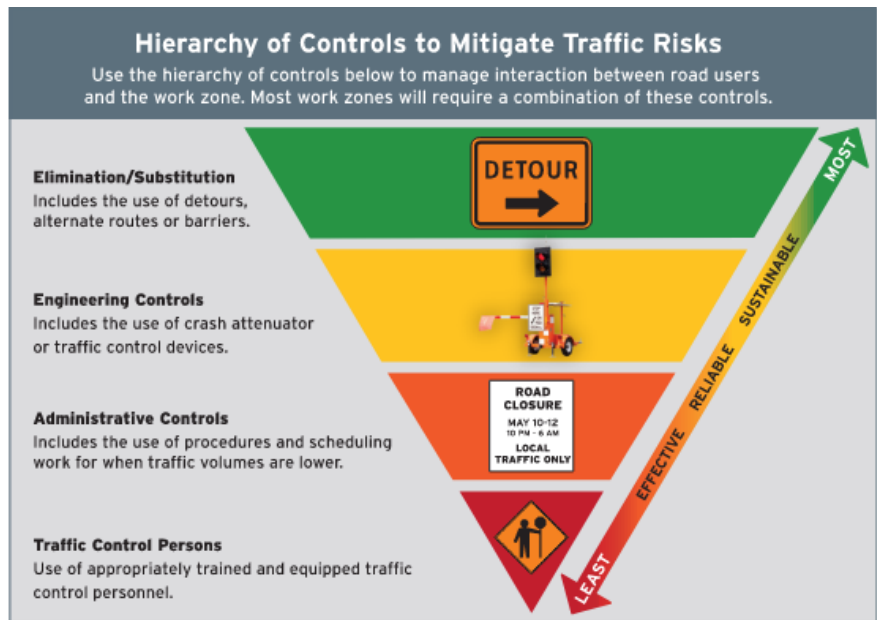 Hierarchy of Controls to Mitigate Traffic Risks
Use the hierarchy of controls below to manage interaction between road users
and the work zone. Most work zones will require a combination of these controls.
Elimination/Substitution
Includes the use of detours,
alternate routes or barriers.
DETOUR
Engineering Controls
Includes the use of crash attenuator
or traffic control devices.
Administrative Controls
Includes the use of procedures and scheduling
work for when traffic volumes are lower.
ROAD
CLOSURE
MAY 10-12
10 PM - 6 AM
LOCAL
TRAFFIC ONLY
Traffic Control Persons
Use of appropriately trained and equipped traffic
control personnel.
MOST
LEAST EFFECTIVE RELIABLE SUSTAINABLE